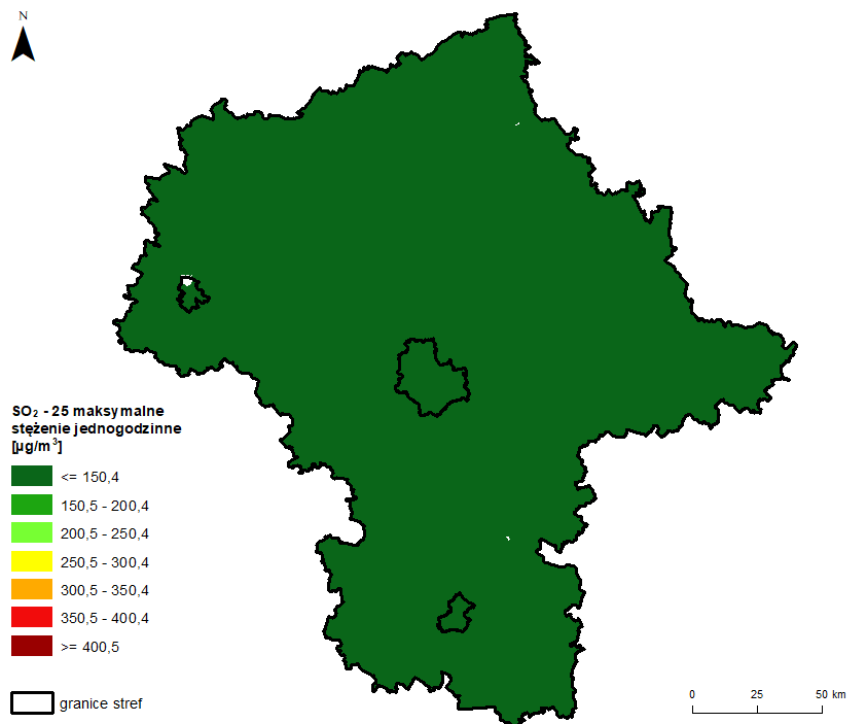 N
SO₂ - 25 maksymalne
stężenie jednogodzinne
[µg/m³]
<= 150,4
150,5 - 200,4
200,5 - 250,4
250,5 - 300,4
300,5 - 350,4
350,5 - 400,4
>= 400,5
granice stref
0 25 50 km